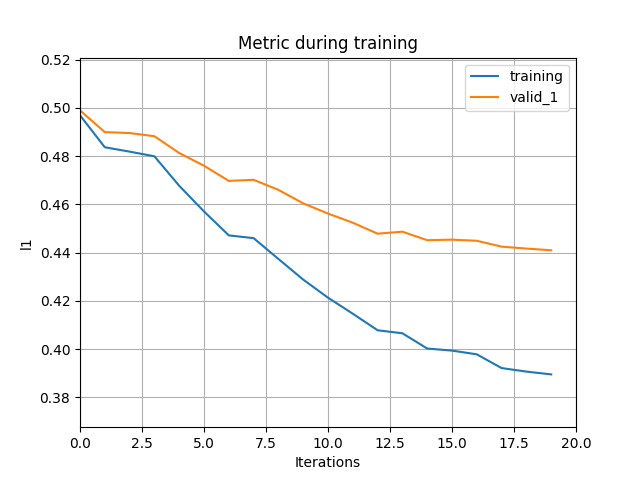 Metric during training
0.52
0.50
0.48
0.46
0.44
0.42
0.40
0.38
l1
training
valid_1
0.0 2.5 5.0 7.5 10.0 12.5 15.0 17.5 20.0
Iterations